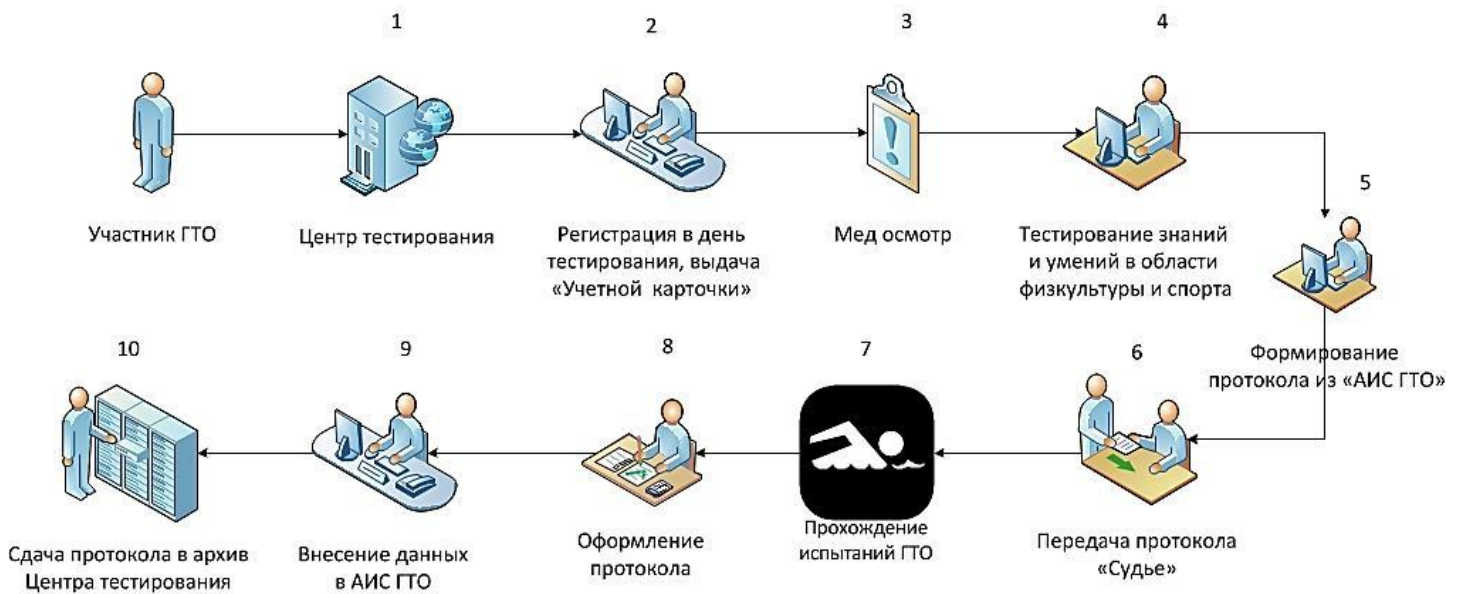 1
2
3
4
Участник ГТО
Центр тестирования
Регистрация в день
тестирования, выдача
«Учетной карточки»
Мед осмотр
Тестирование знаний
и умений в области
физкультуры и спорта
5
Формирование
протокола из «АИС ГТО»
6
Передача протокола
«Судье»
7
Прохождение
испытаний ГТО
8
Оформление
протокола
9
Внесение данных
в АИС ГТО
10
Сдача протокола в архив
Центра тестирования